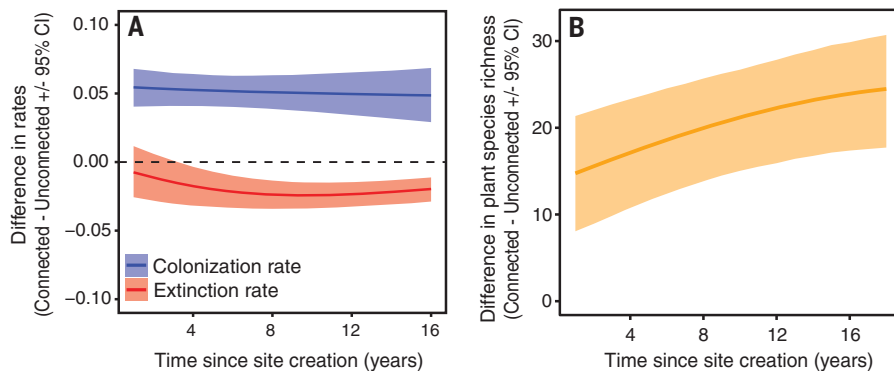 A
Difference in rates
(Connected - Unconnected +/- 95% CI)
0.10
0.05
0.00
−0.05
−0.10
Colonization rate
Extinction rate
4
8
12
16
Time since site creation (years)
B
Difference in plant species richness
(Connected - Unconnected +/- 95% CI)
30
20
10
0
4
8
12
16
Time since site creation (years)